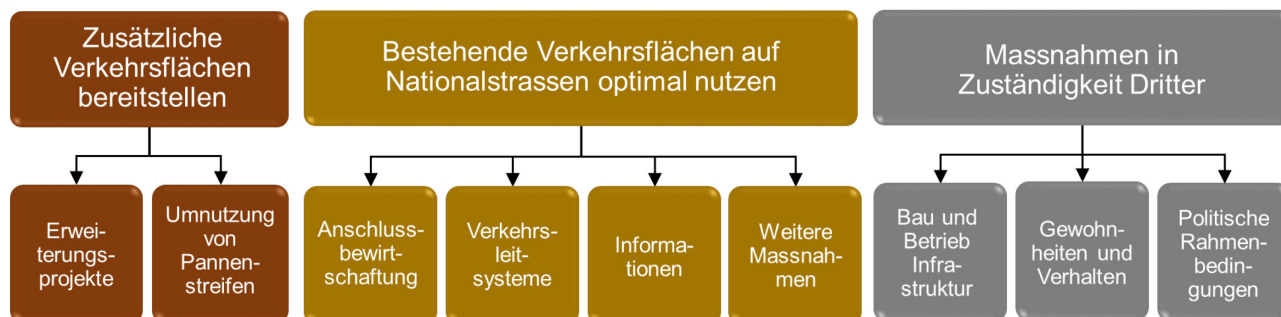 Zusätzliche
Verkehrsflächen
bereitstellen
Bestehende Verkehrsflächen auf
Nationalstrassen optimal nutzen
Massnahmen in
Zuständigkeit Dritter
Erwei-
terungs-
projekte
Umnutzung
von
Pannen-
streifen
Anschluss-
bewirt-
schaftung
Verkehrs-
leit-
systeme
Informa-
tionen
Weitere
Massnah-
men
Bau und
Betrieb
Infra-
struktur
Gewohn-
heiten und
Verhalten
Politische
Rahmen-
bedin-
gungen